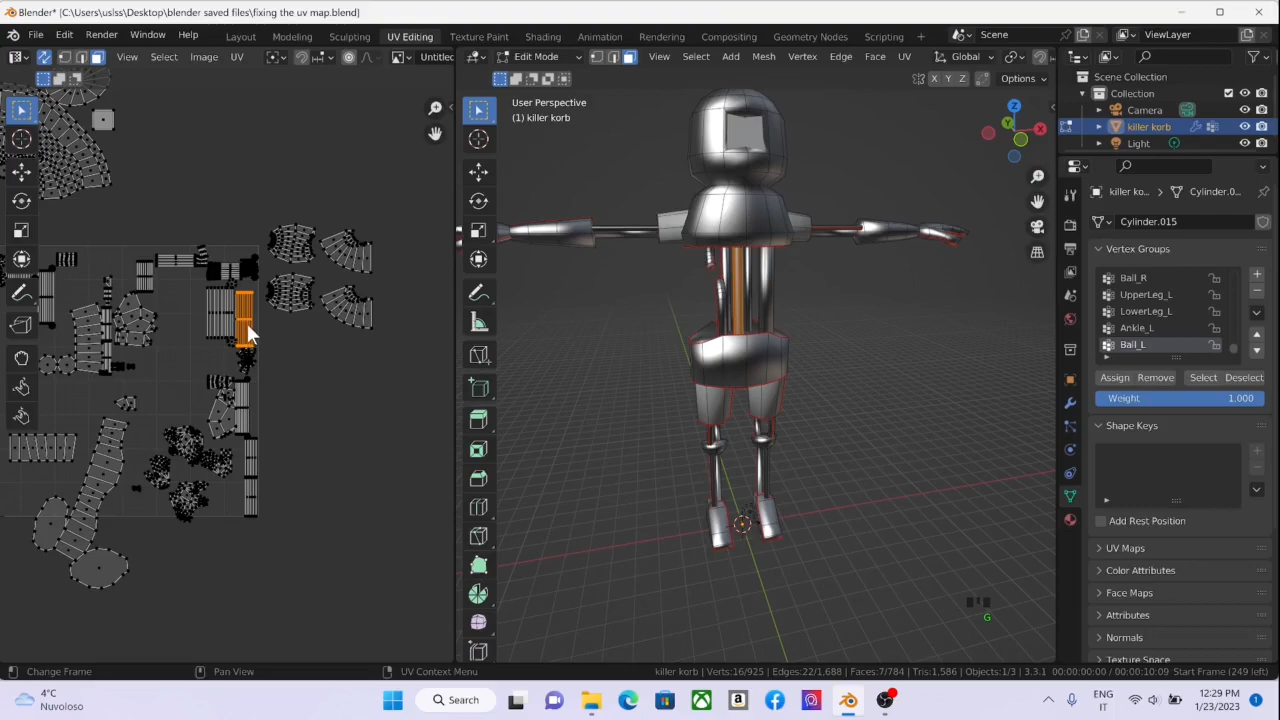 Blender* [C:\Users\uslss\Desktop\blender saved files\fixing the uv map.blend]
File Edit Render Window Help Layout Modeling Sculpting UV Editing Texture Paint Shading Animation Rendering Compositing Geometry Nodes Scripting Scene ViewLayer
View Select Image UV Untitlec Edit Mode View Select Add Mesh Vertex Edge Face UV Global
X Y Z Options
Scene Collection
Collection
Camera
killer korb
Light
User Perspective
(1) killer korb
Z
Y
X
killer ko...
Cylinder.0...
Cylinder.015
Vertex Groups
Ball_R
UpperLeg_L
LowerLeg_L
Ankle_L
Ball_L
Assign Remove Select Deselect
Weight 1.000
Shape Keys
Add Rest Position
UV Maps
Color Attributes
Face Maps
Attributes
Normals
Texture Space
G
Change Frame Pan View UV Context Menu killer korb | Verts:16/925 | Edges:22/1,688 | Faces:7/784 | Tris:1,586 | Objects:1/3 | 3.3.1 00:00:00:00 / 00:00:10:09 Start Frame (249 left)
4°C
Nuvoloso
Search
ENG
IT
12:29 PM
1/23/2023
1